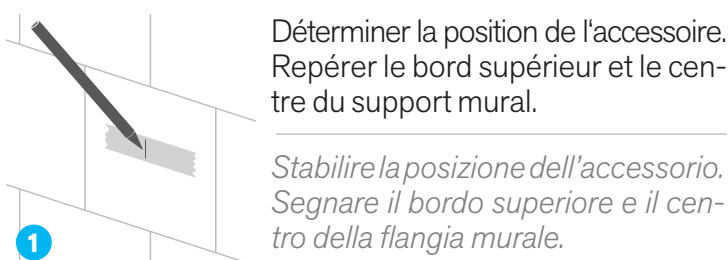 Déterminer la position de l‘accessoire.
Repérer le bord supérieur et le cen-
tre du support mural.
Stabilire la posizione dell’accessorio.
Segnare il bordo superiore e il cen-
tro della flangia murale.
1